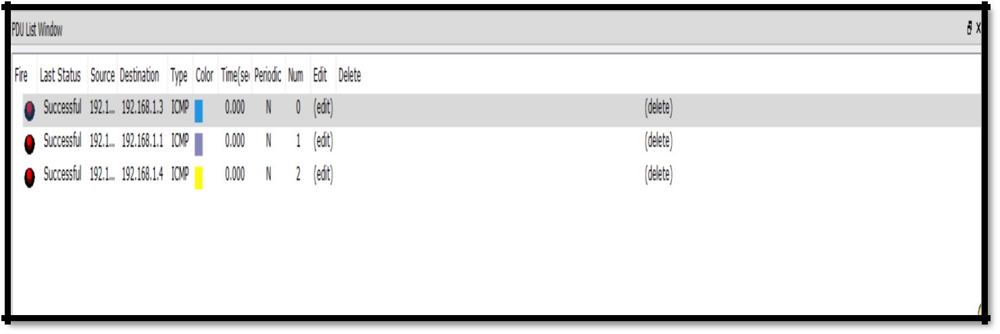 PDU List Window
Fire Last Status Source Destination Type Color Time(se Periodic Num Edit Delete
Successful 192.1... 192.168.1.3 ICMP 0.000 N 0 (edit) (delete)
Successful 192.1... 192.168.1.1 ICMP 0.000 N 1 (edit) (delete)
Successful 192.1... 192.168.1.4 ICMP 0.000 N 2 (edit) (delete)